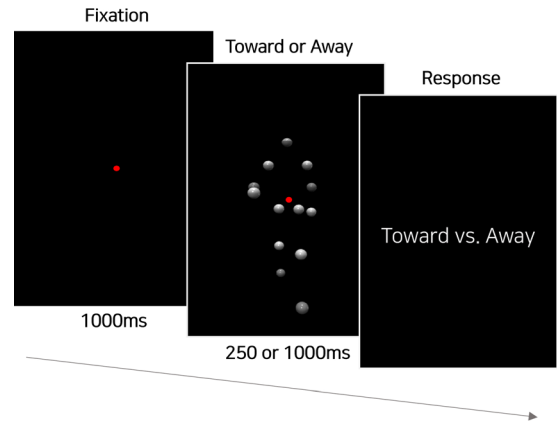 Fixation
Toward or Away
Response
Toward vs. Away
1000ms
250 or 1000ms